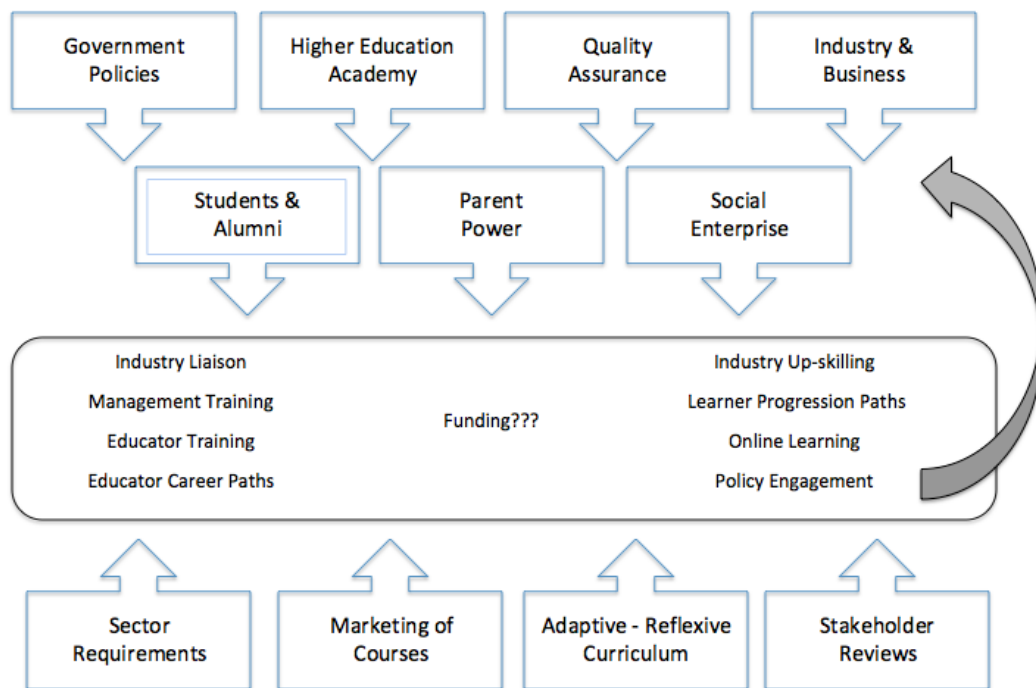 Government
Policies
Higher Education
Academy
Quality
Assurance
Industry &
Business
Students &
Alumni
Parent
Power
Social
Enterprise
Industry Liaison
Management Training
Educator Training
Educator Career Paths
Funding???
Industry Up-skilling
Learner Progression Paths
Online Learning
Policy Engagement
Sector
Requirements
Marketing of
Courses
Adaptive - Reflexive
Curriculum
Stakeholder
Reviews